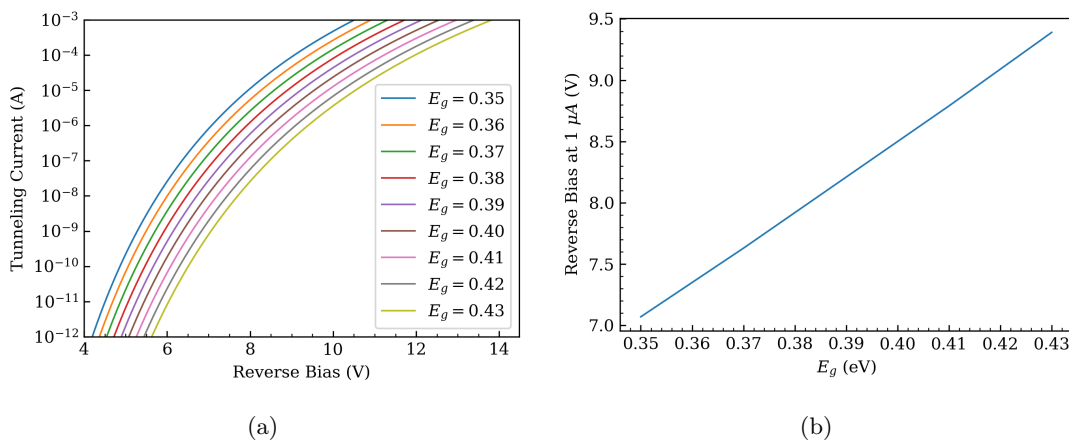 10⁻³
10⁻⁴
10⁻⁵
10⁻⁶
10⁻⁷
10⁻⁸
10⁻⁹
10⁻¹⁰
10⁻¹¹
10⁻¹²
Tunneling Current (A)
E_g = 0.35
E_g = 0.36
E_g = 0.37
E_g = 0.38
E_g = 0.39
E_g = 0.40
E_g = 0.41
E_g = 0.42
E_g = 0.43
4 6 8 10 12 14
Reverse Bias (V)
(a)
9.5
9.0
8.5
8.0
7.5
7.0
Reverse Bias at 1 μA (V)
0.35 0.36 0.37 0.38 0.39 0.40 0.41 0.42 0.43
E_g (eV)
(b)